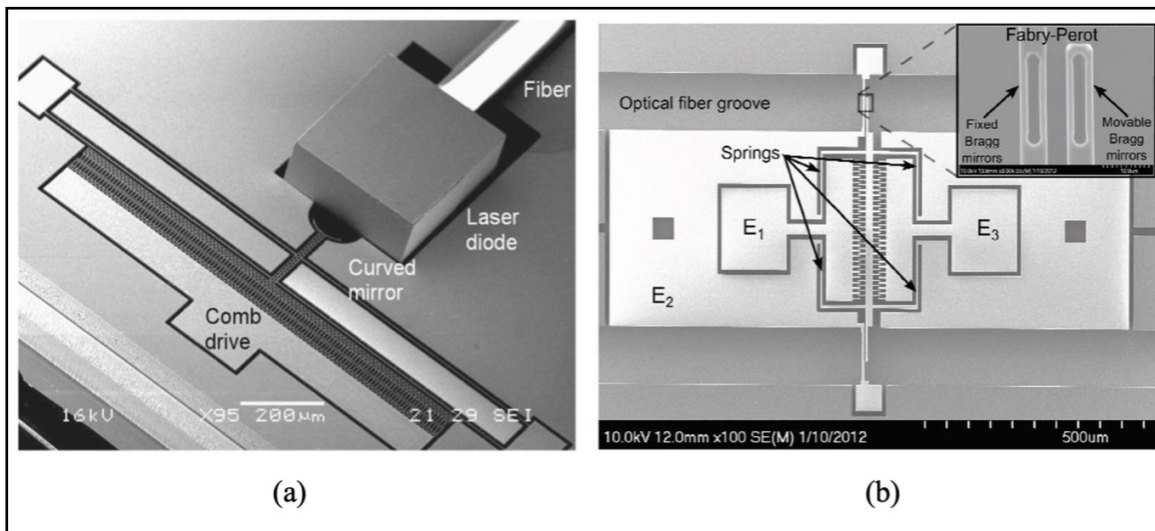 Fiber
Laser
diode
Curved
mirror
Comb
drive
16kV X95 200μm 21 29 SEI
(a)
Fabry-Perot
Optical fiber groove
Fixed
Bragg
mirrors
Movable
Bragg
mirrors
Springs
E1
E3
E2
10.0kV 12.0mm x100 SE(M) 1/10/2012 500um
(b)